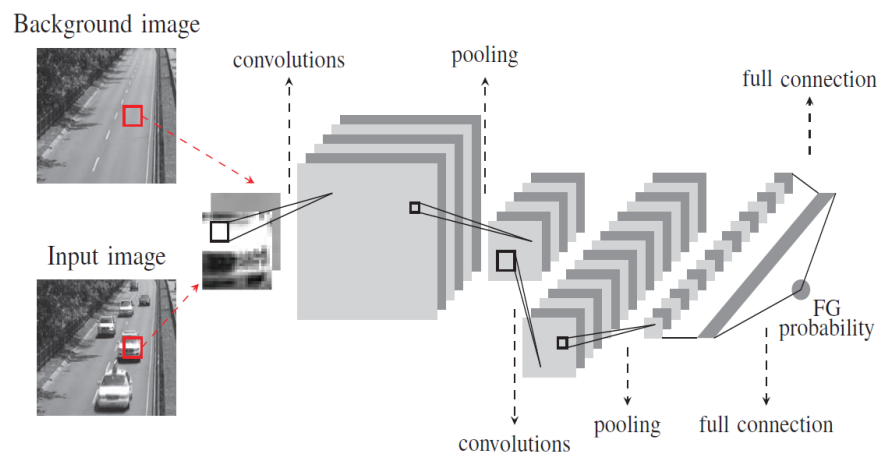 Background image
convolutions
pooling
full connection
Input image
FG
probability
convolutions
pooling
full connection